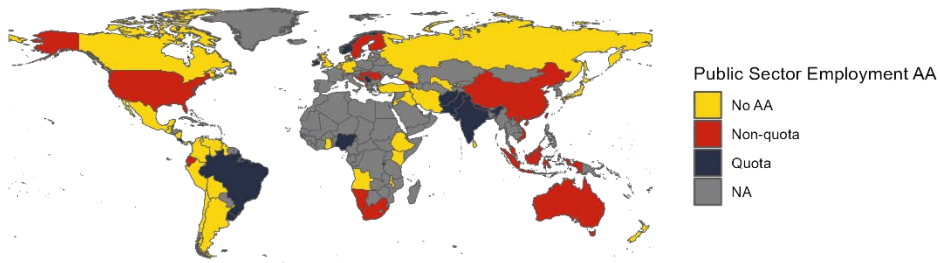 Public Sector Employment AA
No AA
Non-quota
Quota
NA